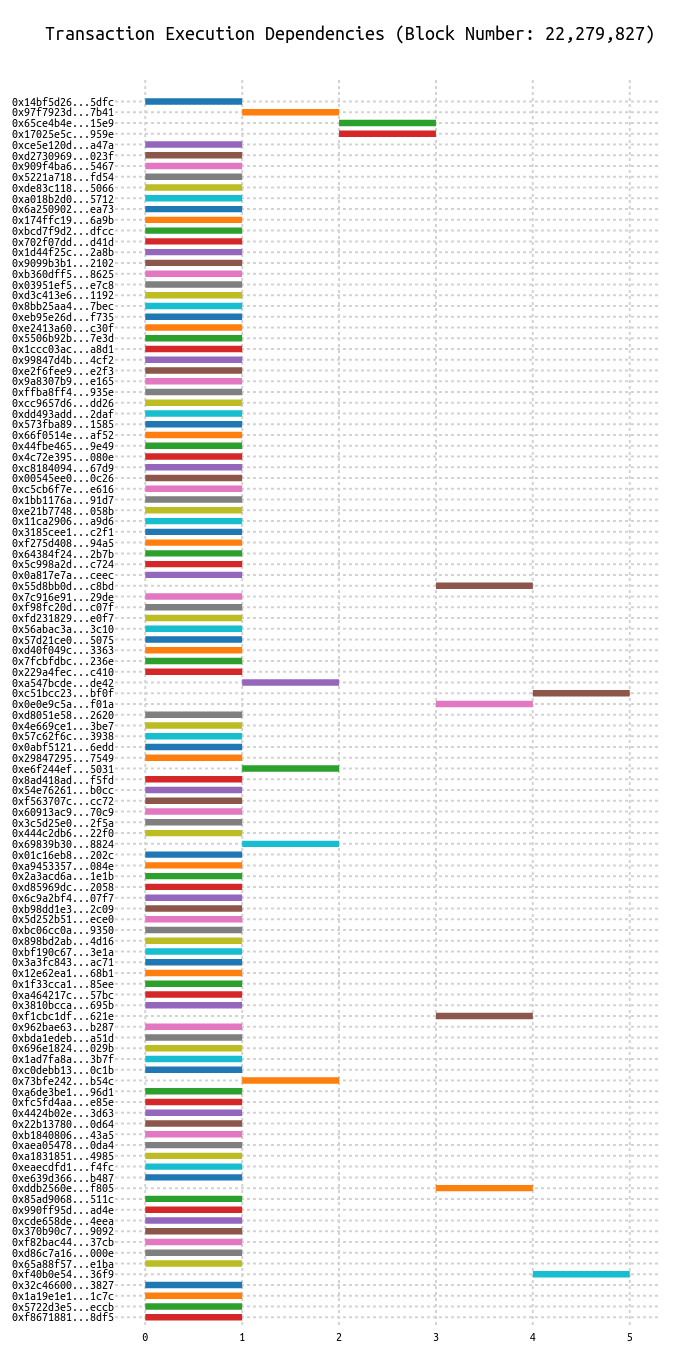 Transaction Execution Dependencies (Block Number: 22,279,827)
0x14bf5d26...5dfc
0x97f7923d...7b41
0x65ce4b4e...15e9
0x17025e5c...959e
0xce5e120d...a47a
0xd2730969...023f
0x909f4ba6...5467
0x5221a718...fd54
0xde83c118...5066
0xa018b2d0...5712
0x6a250902...ea73
0x174ffc19...6a9b
0xbcd7f9d2...dfcc
0x702f07dd...d41d
0x1d44f25c...2a8b
0x9099b3b1...2102
0xb360dff5...8625
0x03951ef5...e7c8
0xd3c413e6...1192
0x8bb25aa4...7bec
0xeb95e26d...f735
0xe2413a60...c30f
0x5506b92b...7e3d
0x1ccc03ac...a8d1
0x99847d4b...4cf2
0xe2f6fee9...e2f3
0x9a8307b9...e165
0xffba8ff4...935e
0xcc9657d6...dd26
0xdd493add...2daf
0x573fba89...1585
0x66f0514e...af52
0x44fbe465...9e49
0x4c72e395...080e
0xc8184094...67d9
0x00545ee0...0c26
0xc5cb6f7e...e616
0x1bb1176a...91d7
0xe21b7748...058b
0x11ca2906...a9d6
0x3185cee1...c2f1
0xf275d408...94a5
0x64384f24...2b7b
0x5c998a2d...c724
0x0a817e7a...ceec
0x55d8bb0d...c8bd
0x7c916e91...29de
0xf98fc20d...c07f
0xfd231829...e0f7
0x56abac3a...3c10
0x57d21ce0...5075
0xd40f049c...3363
0x7fcbfdbc...236e
0x229a4fec...c410
0xa547bcde...de42
0xc51bcc23...bf0f
0x0e0e9c5a...f01a
0xd8051e58...2620
0x4e669ce1...3be7
0x57c62f6c...3938
0x0abf5121...6edd
0x29847295...7549
0xe6f244ef...5031
0x8ad418ad...f5fd
0x54e76261...b0cc
0xf563707c...cc72
0x60913ac9...70c9
0x3c5d25e0...2f5a
0x444c2db6...22f0
0x69839b30...8824
0x01c16eb8...202c
0xa9453357...084e
0x2a3acd6a...1e1b
0xd85969dc...2058
0x6c9a2bf4...07f7
0xb98dd1e3...2c09
0x5d252b51...ece0
0xbc06cc0a...9350
0x898bd2ab...4d16
0xbf190c67...3e1a
0x3a3fc843...ac71
0x12e62ea1...68b1
0x1f33cca1...85ee
0xa464217c...57bc
0x3810bcca...695b
0xf1cbc1df...621e
0x962bae63...b287
0xbda1edeb...a51d
0x696e1824...029b
0x1ad7fa8a...3b7f
0xc0debb13...0c1b
0x73bfe242...b54c
0xa6de3be1...96d1
0xfc5fd4aa...e85e
0x4424b02e...3d63
0x22b13780...0d64
0xb1840806...43a5
0xaea05478...0da4
0xa1831851...4985
0xeaecdfd1...f4fc
0xe639d366...b487
0xddb2560e...f805
0x85ad9068...511c
0x990ff95d...ad4e
0xcde658de...4eea
0x370b90c7...9092
0xf82bac44...37cb
0xd86c7a16...000e
0x65a88f57...e1ba
0xf40b0e54...36f9
0x32c46600...3827
0x1a19e1e1...1c7c
0x5722d3e5...eccb
0xf8671881...8df5
0 1 2 3 4 5